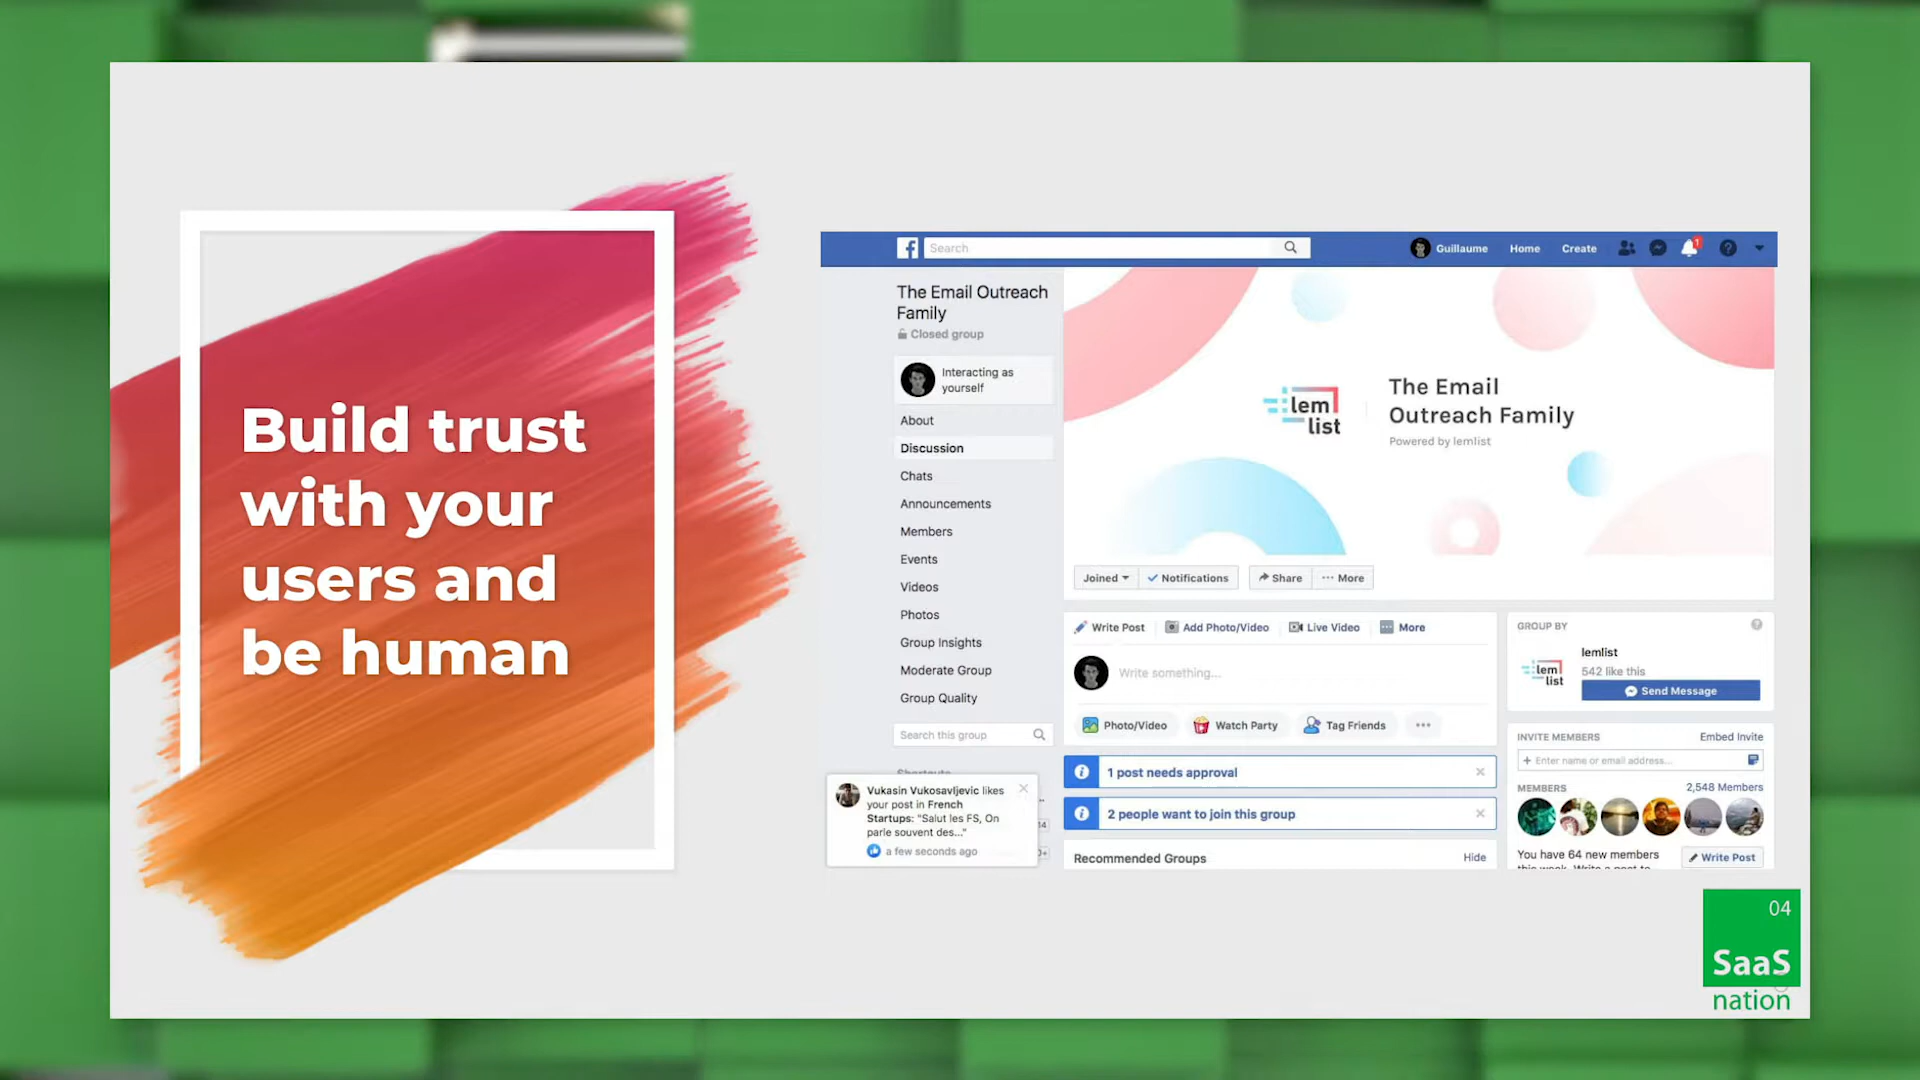 Build trust
with your
users and
be human
Search
Guillaume
Home
Create
1
The Email Outreach
Family
Closed group
Interacting as
yourself
About
Discussion
Chats
Announcements
Members
Events
Videos
Photos
Group Insights
Moderate Group
Group Quality
Search this group
Vukasin Vukosavljevic likes
your post in French
Startups: "Salut les FS, On
parle souvent des..."
a few seconds ago
14
lem
list
The Email
Outreach Family
Powered by lemlist
Joined
Notifications
Share
More
Write Post
Add Photo/Video
Live Video
More
Write something...
Photo/Video
Watch Party
Tag Friends
1 post needs approval
2 people want to join this group
Recommended Groups
Hide
GROUP BY
lem
list
lemlist
542 like this
Send Message
INVITE MEMBERS
Embed Invite
+ Enter name or email address...
MEMBERS
2,548 Members
You have 64 new members
Write Post
04
SaaS
nation